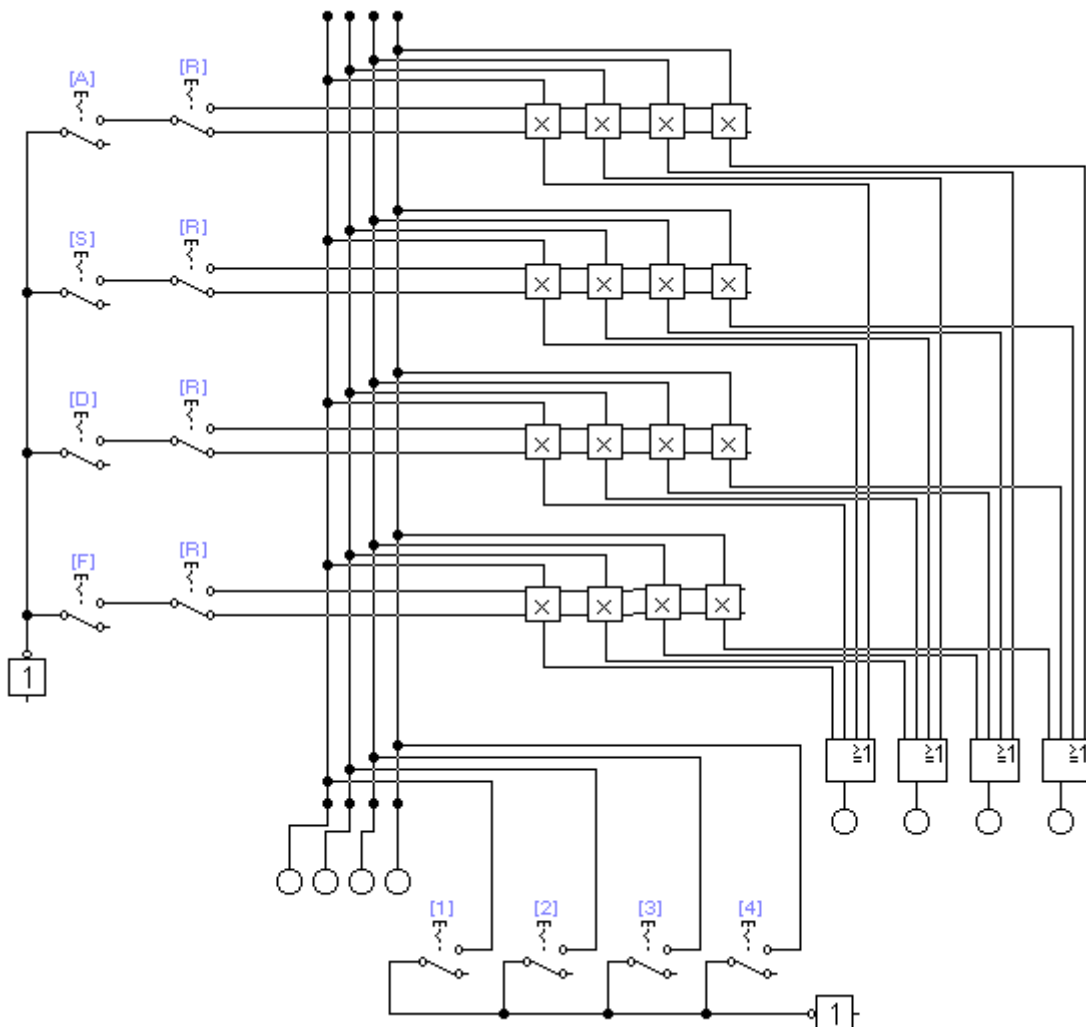 [A] [R]
[S] [R]
[D] [R]
[F] [R]
1
≥1 ≥1 ≥1 ≥1
[1] [2] [3] [4]
1